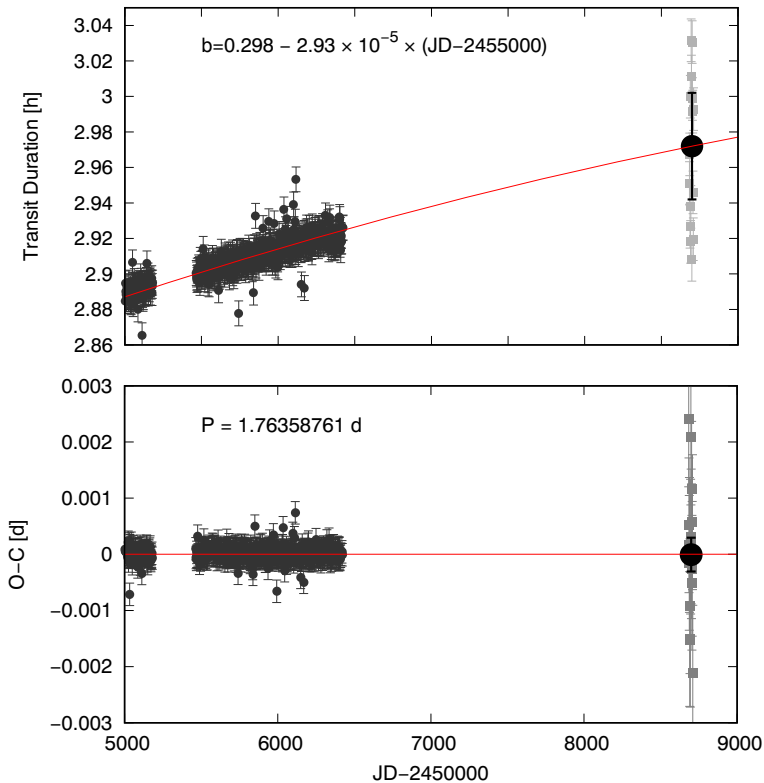 3.04
3.02
3
2.98
2.96
2.94
2.92
2.9
2.88
2.86
Transit Duration [h]
b=0.298 − 2.93 × 10⁻⁵ × (JD−2455000)
0.003
0.002
0.001
0
−0.001
−0.002
−0.003
O−C [d]
P = 1.76358761 d
5000 6000 7000 8000 9000
JD−2450000